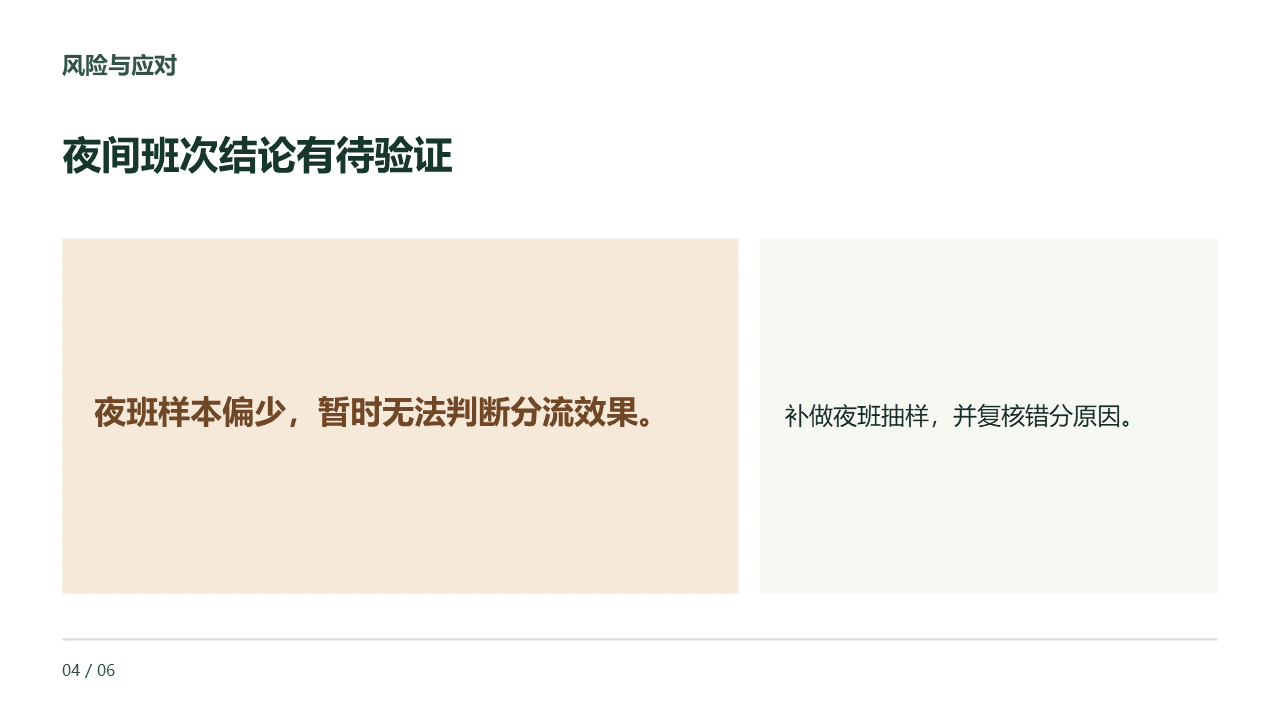 风险与应对
夜间班次结论有待验证
夜班样本偏少，暂时无法判断分流效果。
补做夜班抽样，并复核错分原因。
04 / 06